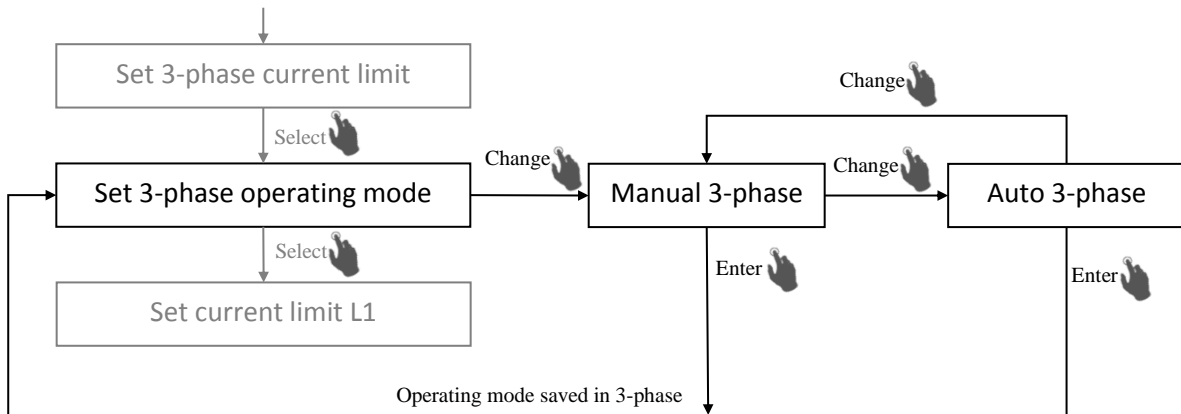 Set 3-phase current limit
Change
Select
Change
Change
Set 3-phase operating mode
Manual 3-phase
Auto 3-phase
Select
Enter
Enter
Set current limit L1
Operating mode saved in 3-phase